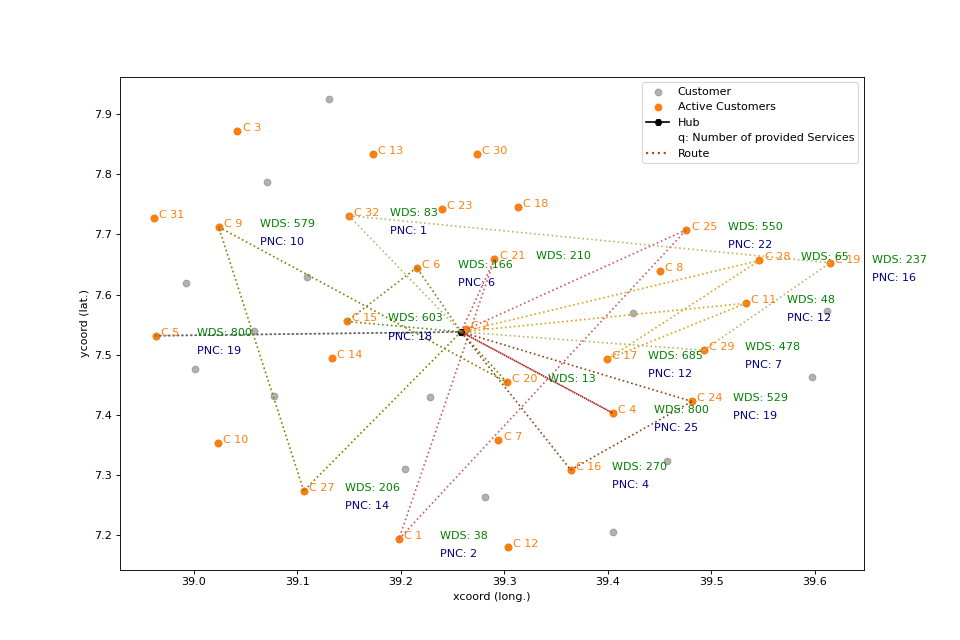 Customer
Active Customers
Hub
q: Number of provided Services
Route
7.9
7.8
7.7
7.6
7.5
7.4
7.3
7.2
ycoord (lat.)
39.0
39.1
39.2
39.3
39.4
39.5
39.6
xcoord (long.)
C 3
C 13
C 30
C 31
C 9
WDS: 579
PNC: 10
C 32
WDS: 83
PNC: 1
C 23
C 18
C 25
WDS: 550
PNC: 22
C 6
WDS: 166
PNC: 6
C 21
WDS: 210
C 8
C 28
WDS: 65
C 19
WDS: 237
PNC: 16
C 11
WDS: 48
PNC: 12
C 5
WDS: 800
PNC: 19
C 15
WDS: 603
PNC: 18
C 2
C 14
C 17
WDS: 685
PNC: 12
C 29
WDS: 478
PNC: 7
C 20
WDS: 13
C 4
WDS: 800
PNC: 25
C 24
WDS: 529
PNC: 19
C 10
C 7
C 16
WDS: 270
PNC: 4
C 27
WDS: 206
PNC: 14
C 1
WDS: 38
PNC: 2
C 12